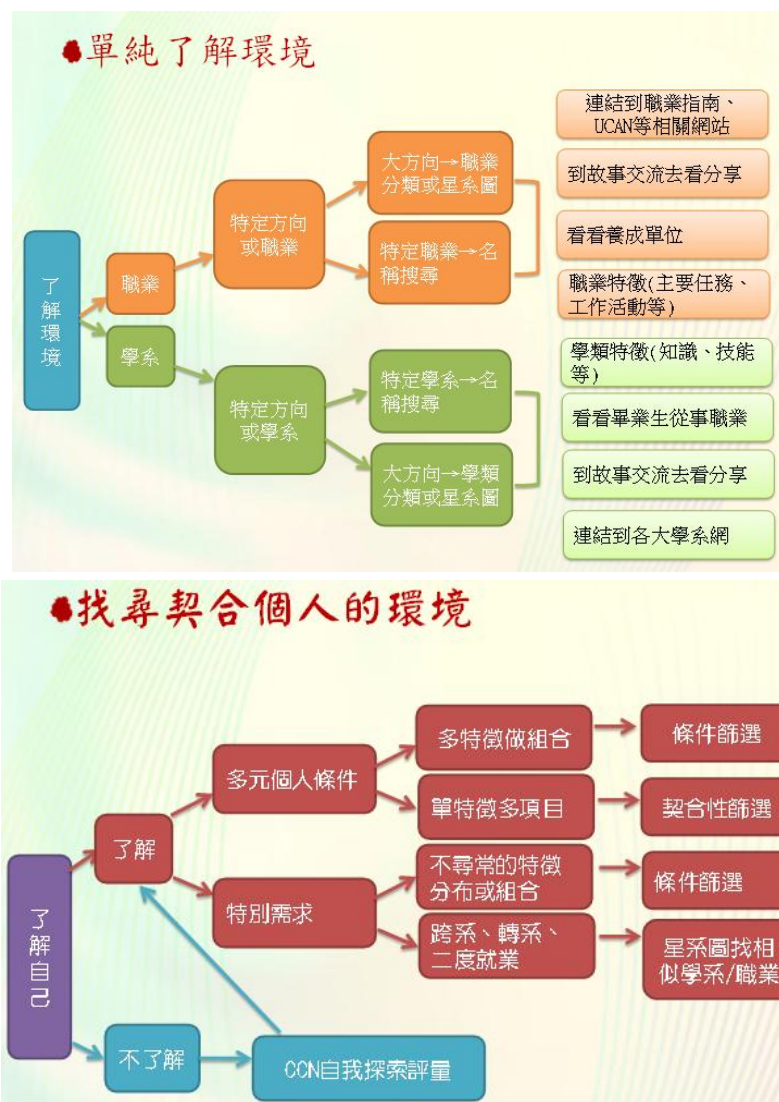 單純了解環境
了解環境
職業
學系
特定方向
或職業
特定方向
或學系
大方向→職業
分類或星系圖
特定職業→名
稱搜尋
特定學系→名
稱搜尋
大方向→學類
分類或星系圖
連結到職業指南、
UCAN等相關網站
到故事交流去看分享
看看養成單位
職業特徵(主要任務、
工作活動等)
學類特徵(知識、技能
等)
看看畢業生從事職業
到故事交流去看分享
連結到各大學系網
找尋契合個人的環境
了解自己
了解
不了解
多元個人條件
特別需求
CCN自我探索評量
多特徵做組合
單特徵多項目
不尋常的特徵
分布或組合
跨系、轉系、
二度就業
條件篩選
契合性篩選
條件篩選
星系圖找相
似學系/職業